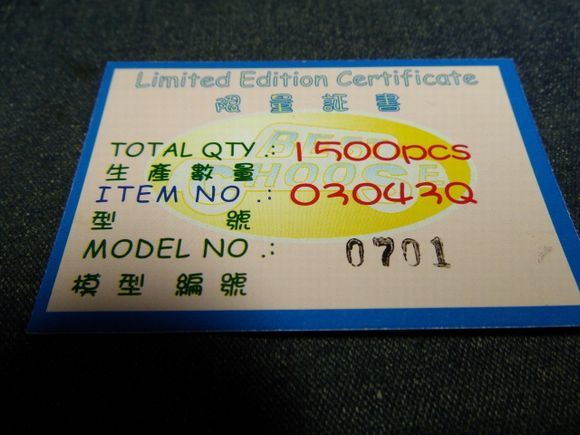 Limited Edition Certificate
限量証書
BEST
CHOOSE
TOTAL QTY.: 1500pcs
生產數量
ITEM NO .: 03043Q
型 號
MODEL NO .: 0701
模型 編號